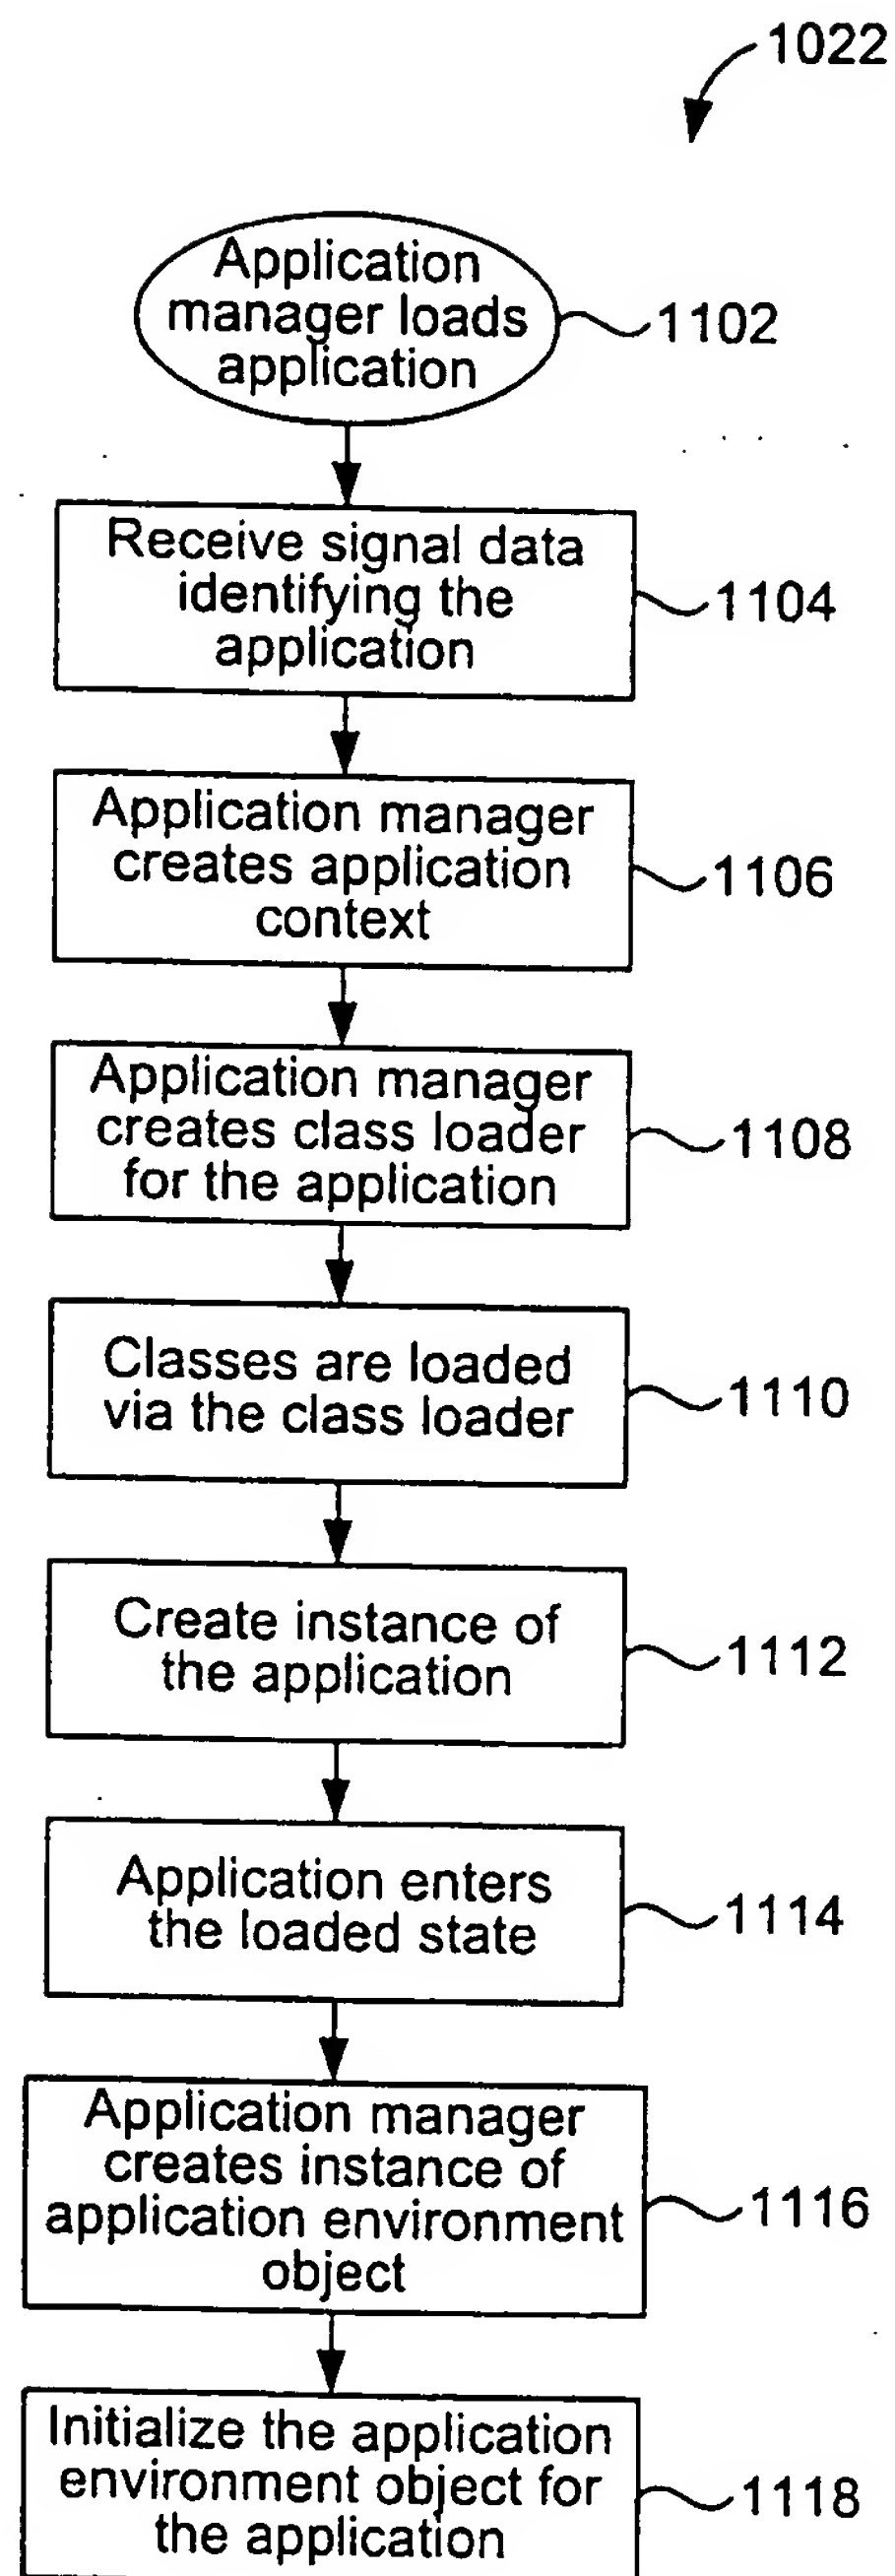 1022
Application
manager loads
application
1102
Receive signal data
identifying the
application
1104
Application manager
creates application
context
1106
Application manager
creates class loader
for the application
1108
Classes are loaded
via the class loader
1110
Create instance of
the application
1112
Application enters
the loaded state
1114
Application manager
creates instance of
application environment
object
1116
Initialize the application
environment object for
the application
1118